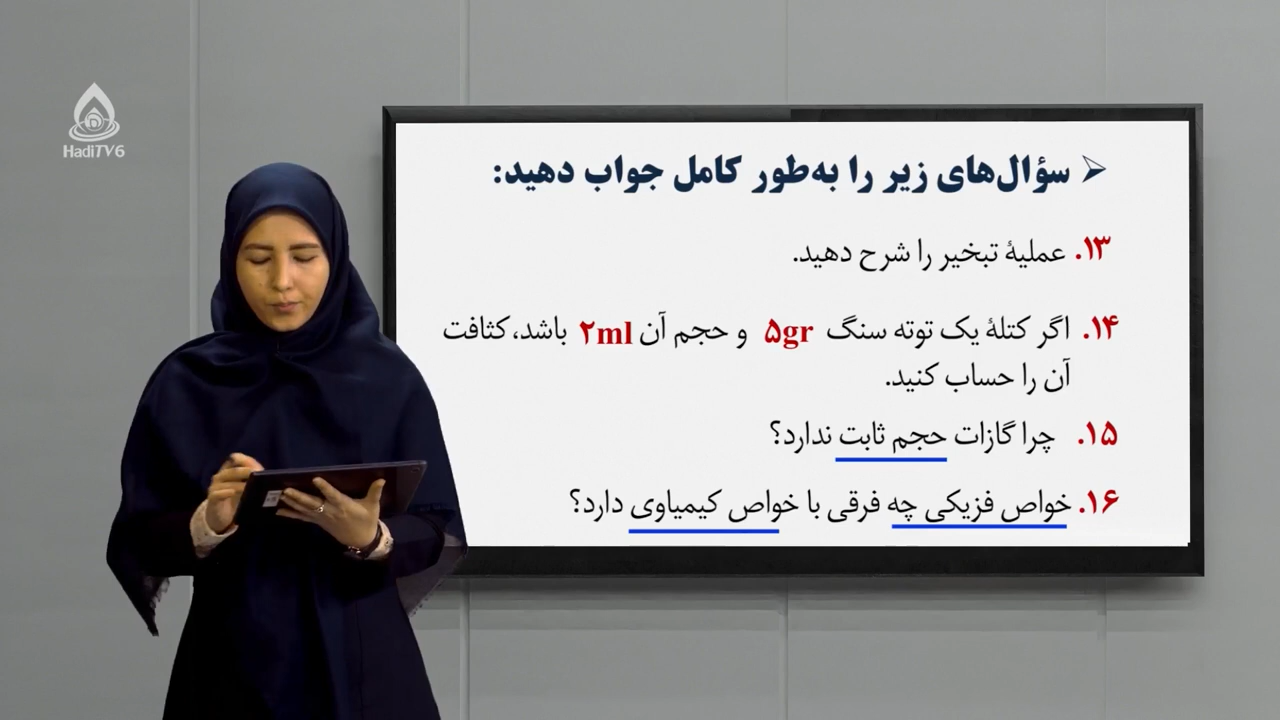 HadiTV6
سؤال‌های زیر را به‌طور کامل جواب دهید:
۱۳. عملیهٔ تبخیر را شرح دهید.
۱۴. اگر کتلهٔ یک توته سنگ ۵gr و حجم آن ۲ml باشد، کثافت
آن را حساب کنید.
۱۵. چرا گازات حجم ثابت ندارد؟
۱۶. خواص فزیکی چه فرقی با خواص کیمیاوی دارد؟